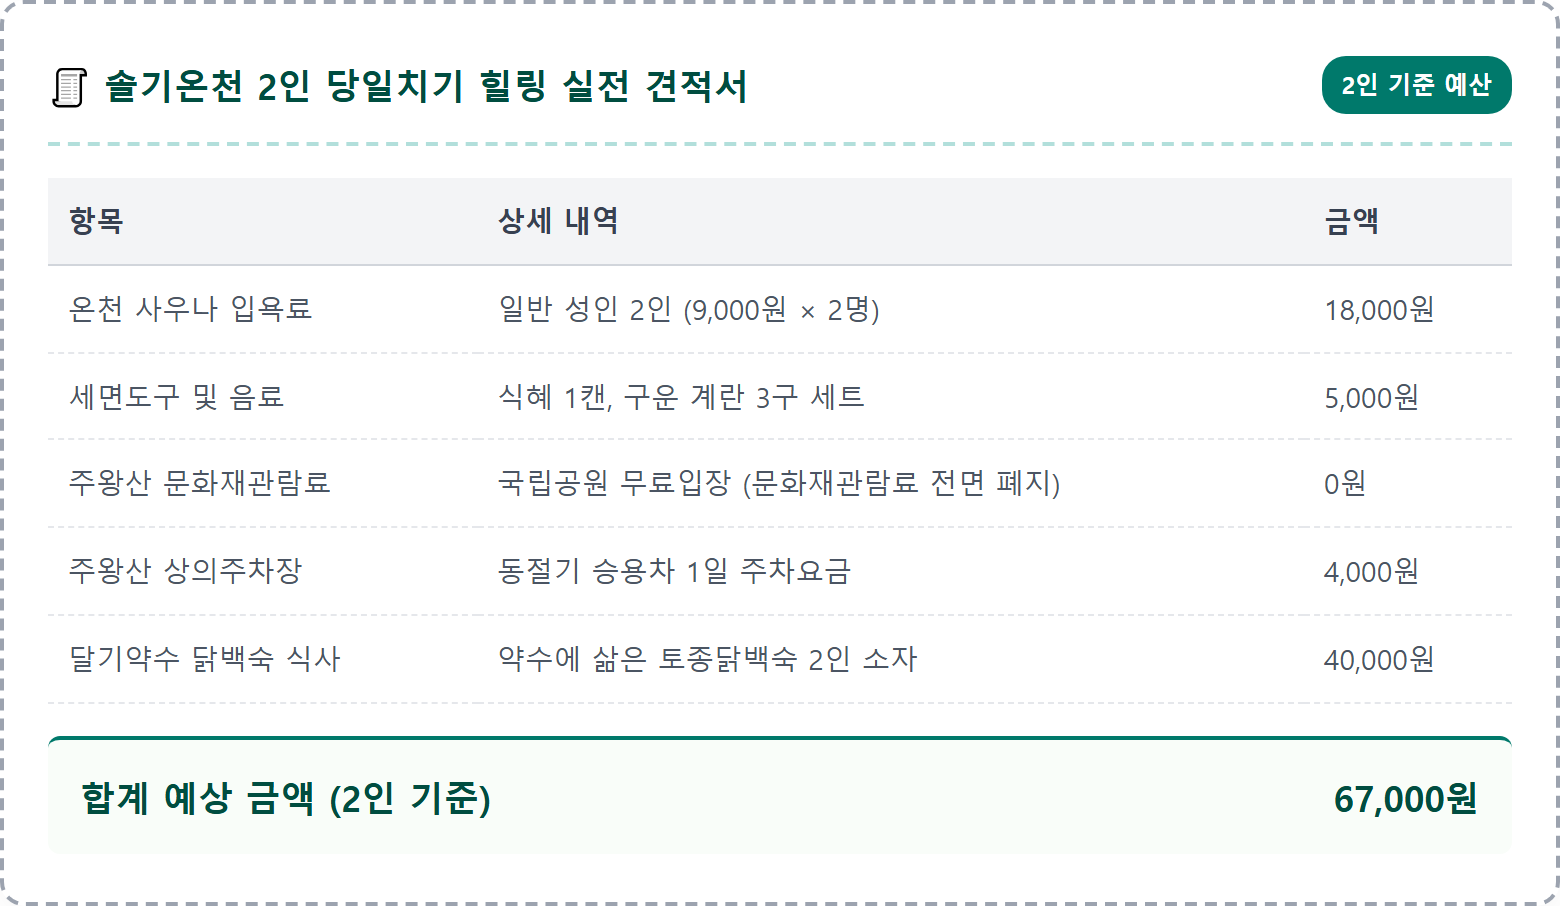 솔기온천 2인 당일치기 힐링 실전 견적서
2인 기준 예산
항목 상세 내역 금액
온천 사우나 입욕료 일반 성인 2인 (9,000원 × 2명) 18,000원
세면도구 및 음료 식혜 1캔, 구운 계란 3구 세트 5,000원
주왕산 문화재관람료 국립공원 무료입장 (문화재관람료 전면 폐지) 0원
주왕산 상의주차장 동절기 승용차 1일 주차요금 4,000원
달기약수 닭백숙 식사 약수에 삶은 토종닭백숙 2인 소자 40,000원
합계 예상 금액 (2인 기준) 67,000원